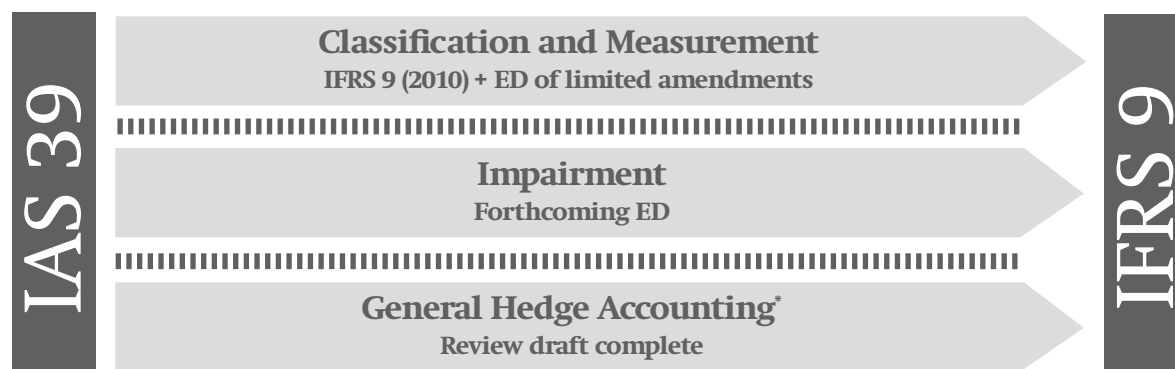 IAS 39
Classification and Measurement
IFRS 9 (2010) + ED of limited amendments
Impairment
Forthcoming ED
General Hedge Accounting*
Review draft complete
IFRS 9